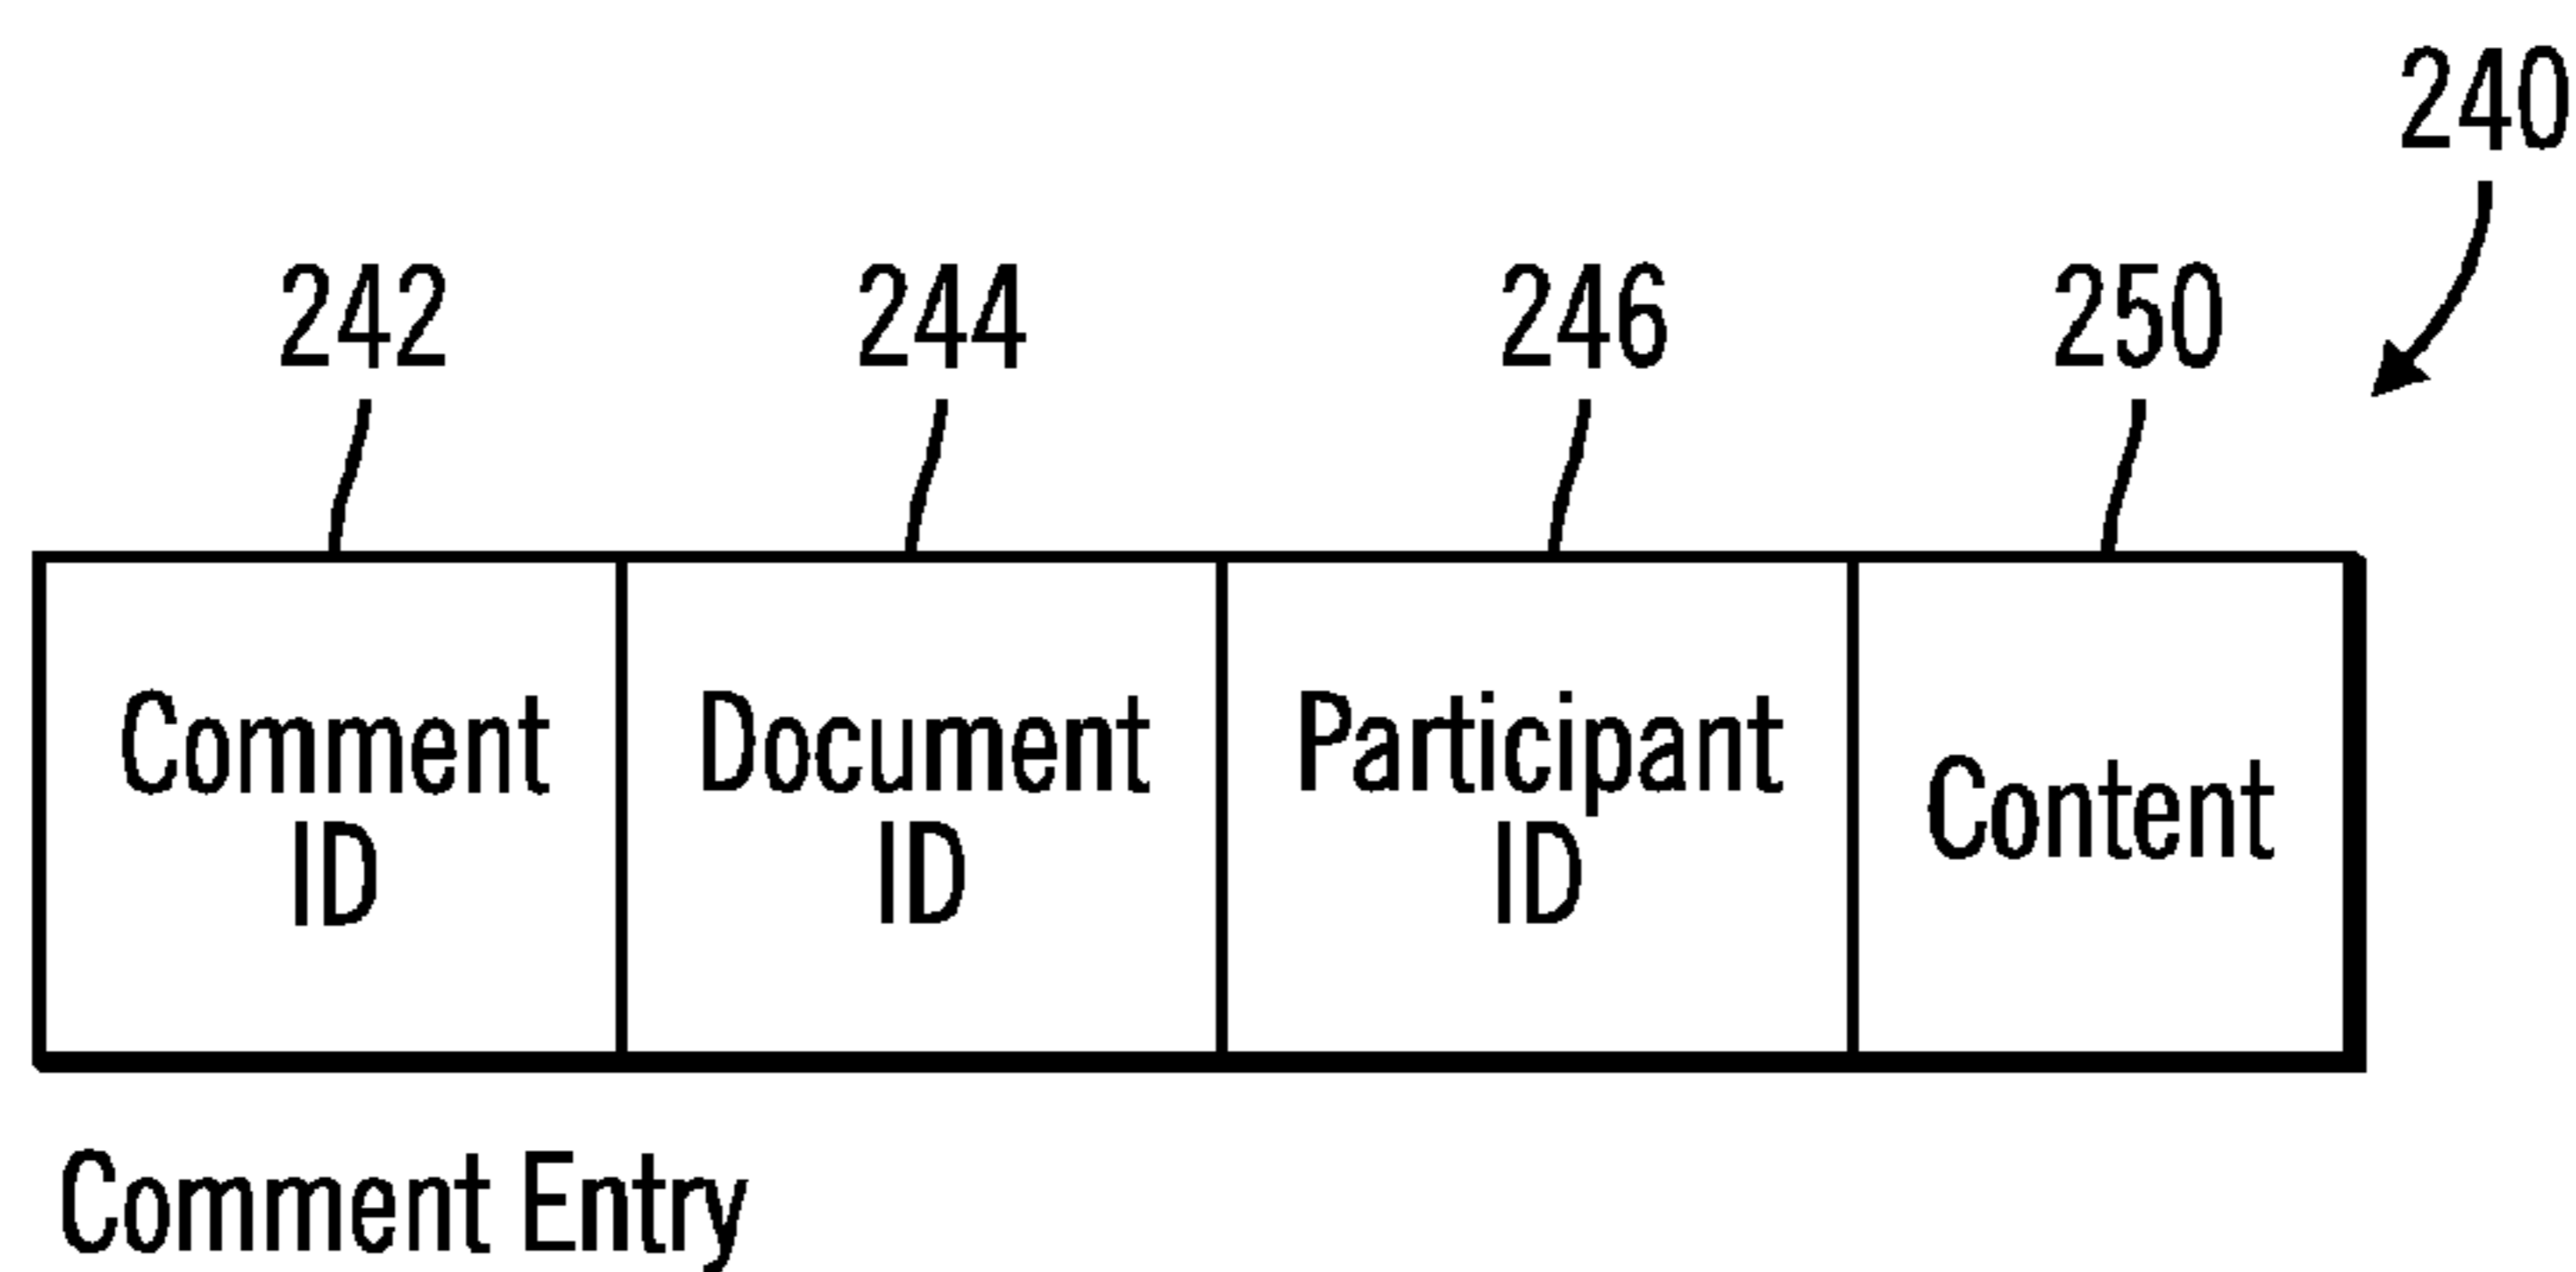 240
242 244 246 250
Comment
ID
Document
ID
Participant
ID
Content
Comment Entry